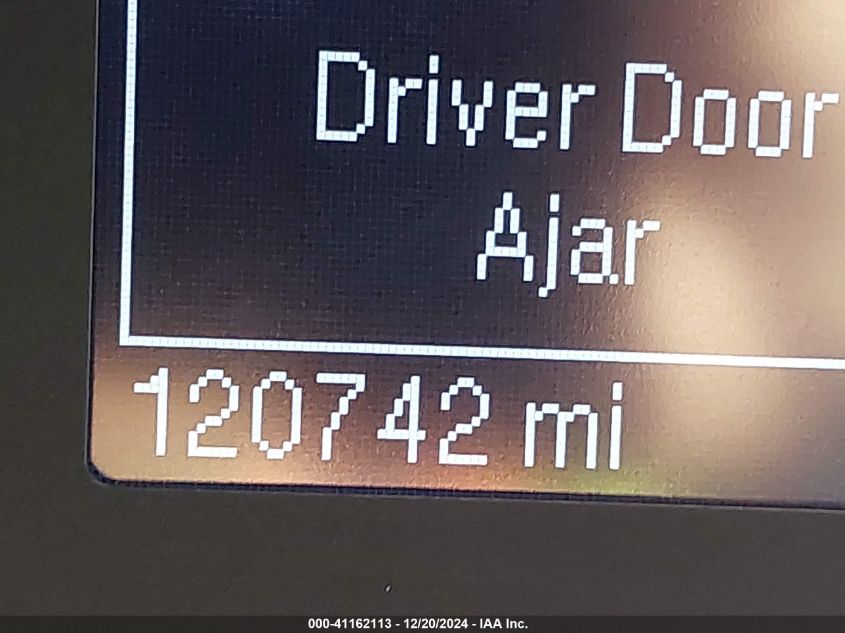 Driver Door
Ajar
120742 mi
000-41162113 - 12/20/2024 - IAA Inc.